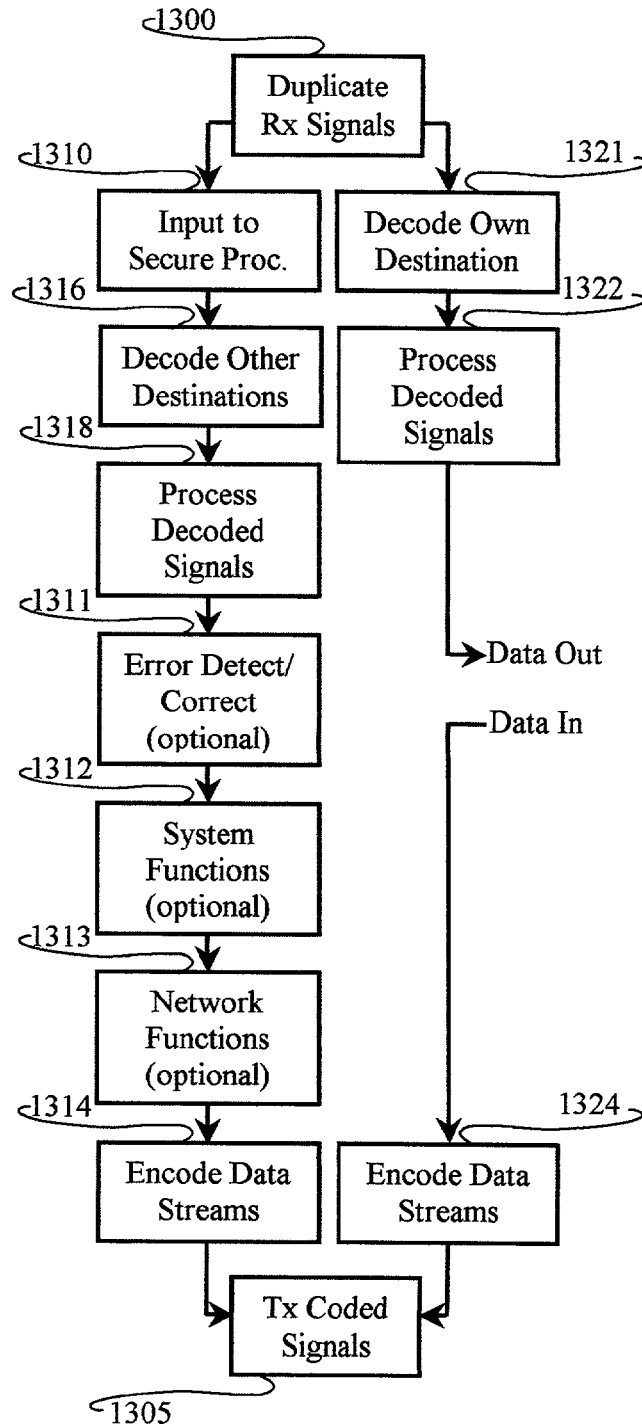 1300
Duplicate
Rx Signals
1310
1321
Input to
Secure Proc.
Decode Own
Destination
1316
1322
Decode Other
Destinations
Process
Decoded
Signals
1318
Process
Decoded
Signals
1311
Error Detect/
Correct
(optional)
Data Out
Data In
1312
System
Functions
(optional)
1313
Network
Functions
(optional)
1314
1324
Encode Data
Streams
Encode Data
Streams
Tx Coded
Signals
1305